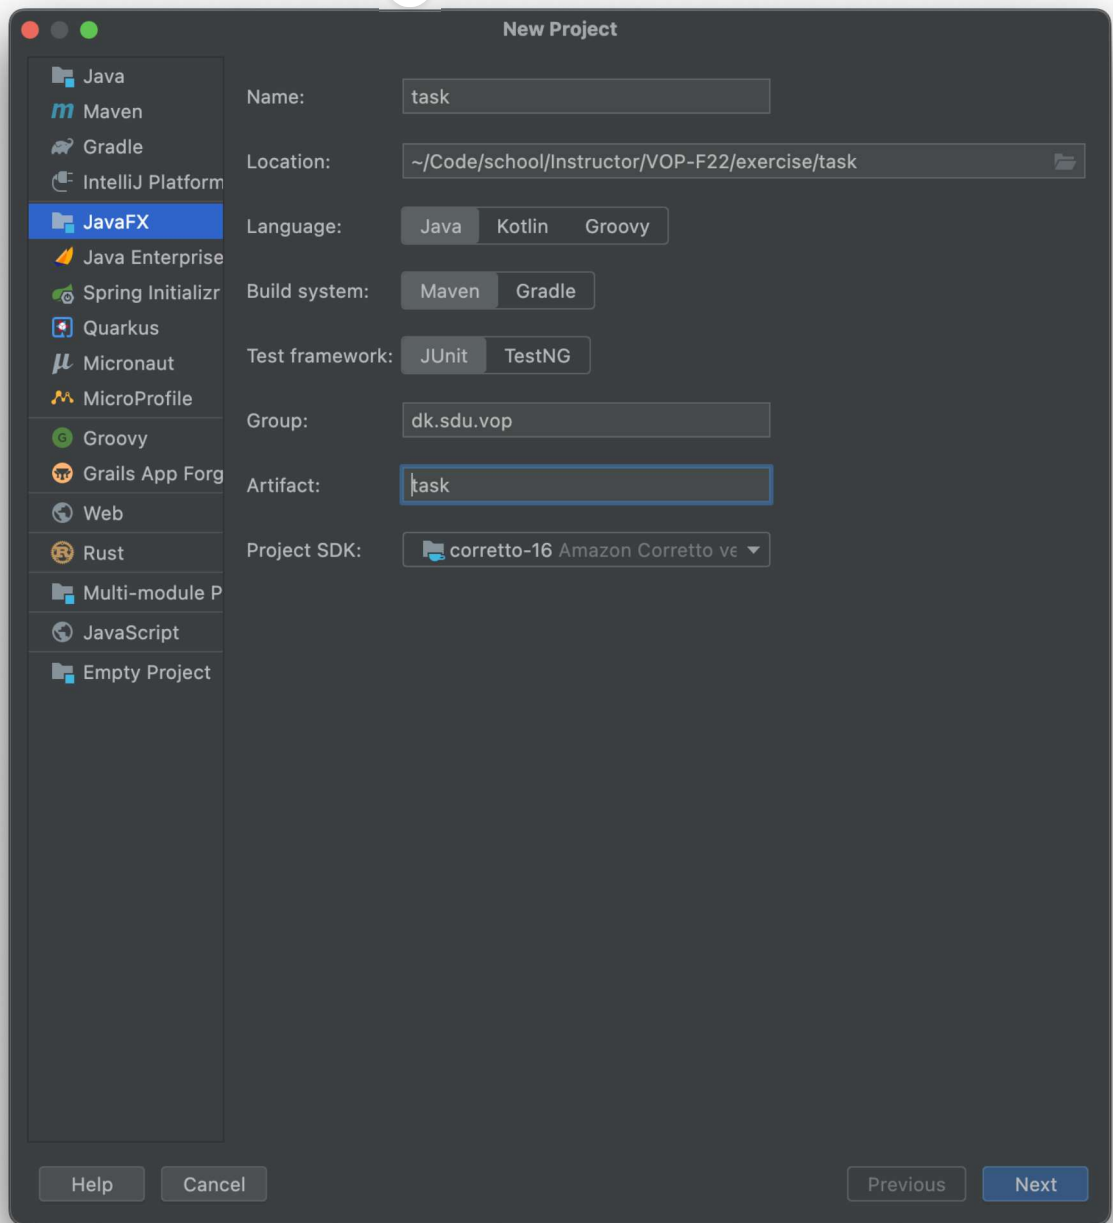 New Project
Java
Maven
Gradle
IntelliJ Platform
JavaFX
Java Enterprise
Spring Initializr
Quarkus
Micronaut
MicroProfile
Groovy
Grails App Forg
Web
Rust
Multi-module P
JavaScript
Empty Project
Name: task
Location: ~/Code/school/Instructor/VOP-F22/exercise/task
Language: Java Kotlin Groovy
Build system: Maven Gradle
Test framework: JUnit TestNG
Group: dk.sdu.vop
Artifact: task
Project SDK: corretto-16 Amazon Corretto ve
Help Cancel Previous Next